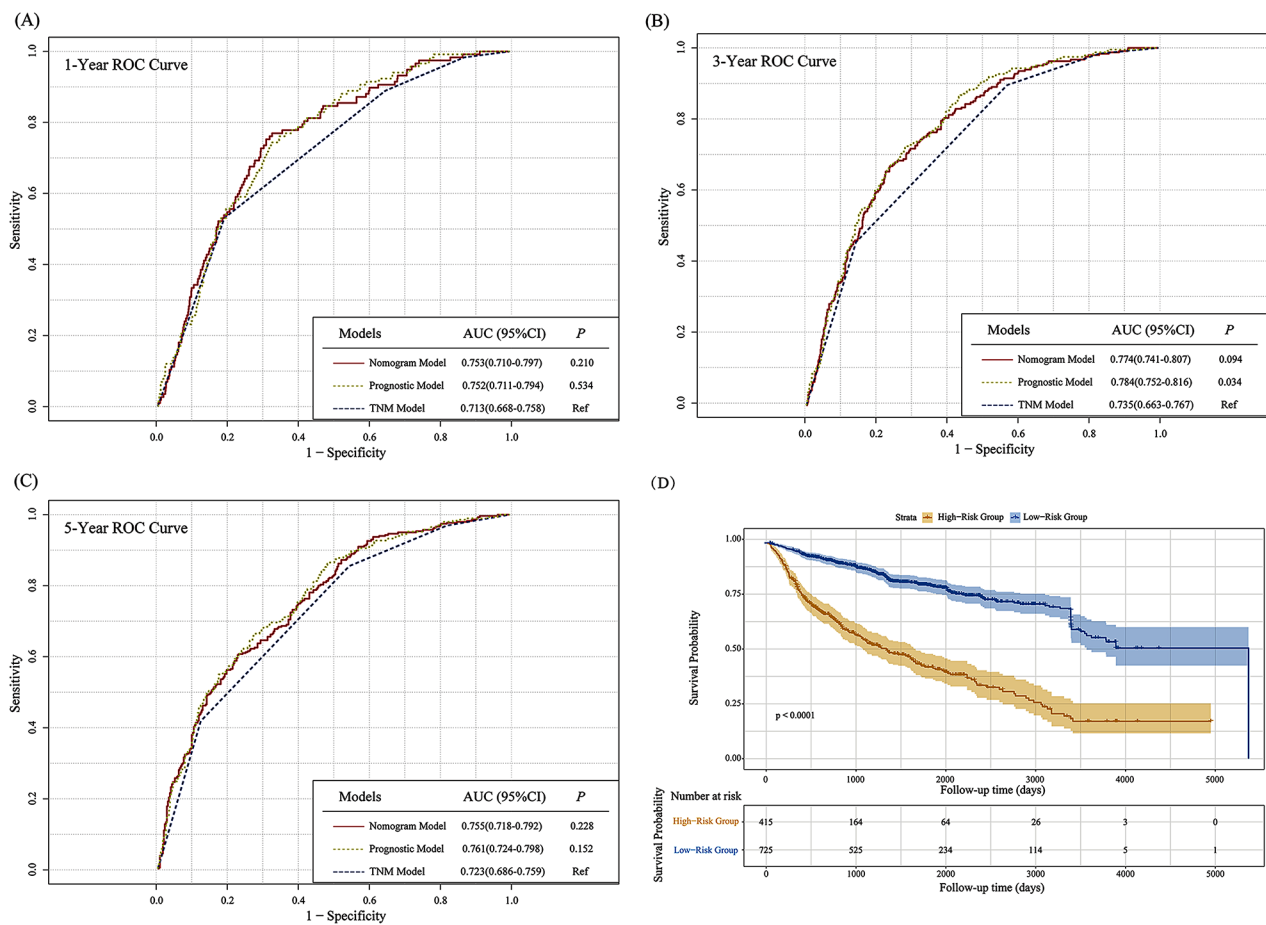 (A)
1-Year ROC Curve
Sensitivity
1.0
0.8
0.6
0.4
0.2
0.0
Models AUC (95%CI) P
Nomogram Model 0.753(0.710-0.797) 0.210
Prognostic Model 0.752(0.711-0.794) 0.534
TNM Model 0.713(0.668-0.758) Ref
0.0 0.2 0.4 0.6 0.8 1.0
1 − Specificity
(B)
3-Year ROC Curve
Sensitivity
1.0
0.8
0.6
0.4
0.2
0.0
Models AUC (95%CI) P
Nomogram Model 0.774(0.741-0.807) 0.094
Prognostic Model 0.784(0.752-0.816) 0.034
TNM Model 0.735(0.663-0.767) Ref
0.0 0.2 0.4 0.6 0.8 1.0
1 − Specificity
(C)
5-Year ROC Curve
Sensitivity
1.0
0.8
0.6
0.4
0.2
0.0
Models AUC (95%CI) P
Nomogram Model 0.755(0.718-0.792) 0.228
Prognostic Model 0.761(0.724-0.798) 0.152
TNM Model 0.723(0.686-0.759) Ref
0.0 0.2 0.4 0.6 0.8 1.0
1 − Specificity
(D)
Strata High−Risk Group Low−Risk Group
Survival Probability
1.00
0.75
0.50
0.25
0.00
p < 0.0001
0 1000 2000 3000 4000 5000
Follow-up time (days)
Number at risk
Survival Probability
High−Risk Group 415 164 64 26 3 0
Low−Risk Group 725 525 234 114 5 1
0 1000 2000 3000 4000 5000
Follow-up time (days)